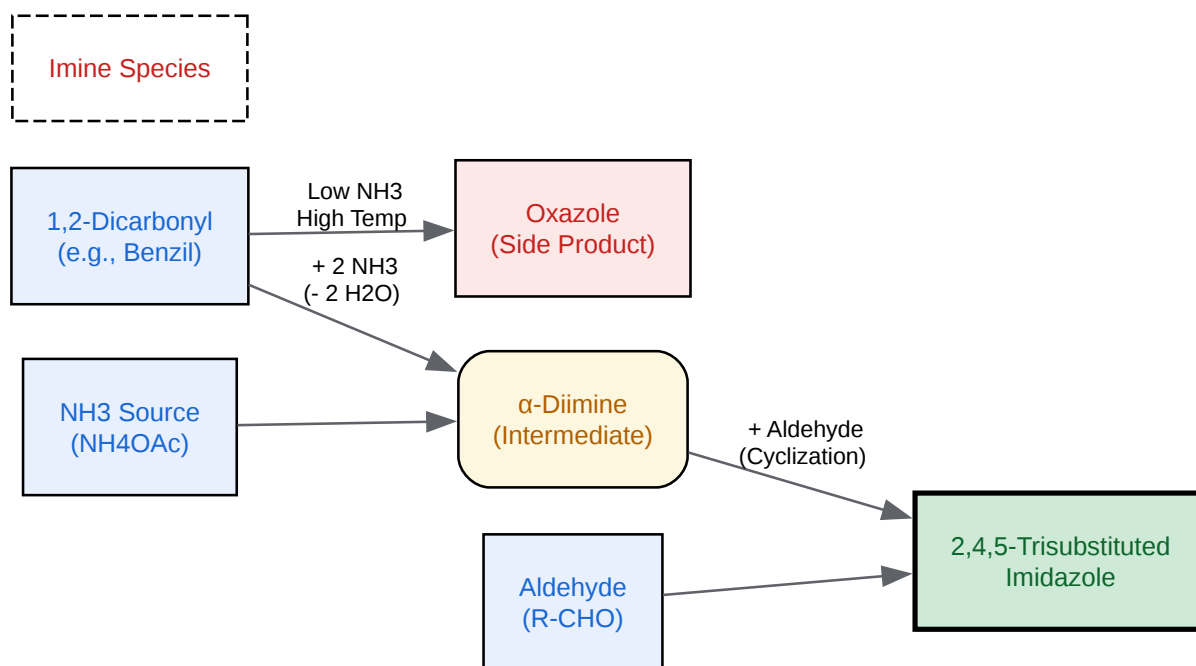 Imine Species
1,2-Dicarbonyl
(e.g., Benzil)
Low NH3
High Temp
Oxazole
(Side Product)
+ 2 NH3
(- 2 H2O)
NH3 Source
(NH4OAc)
α-Diimine
(Intermediate)
+ Aldehyde
(Cyclization)
Aldehyde
(R-CHO)
2,4,5-Trisubstituted
Imidazole